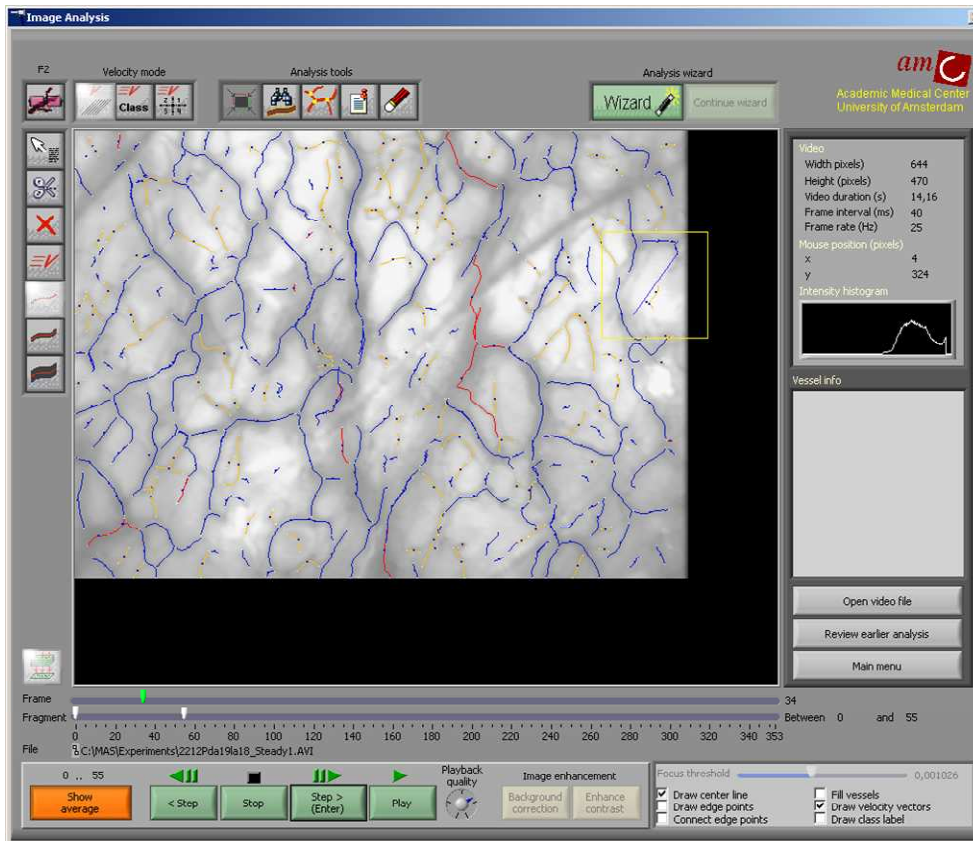 Image Analysis
F2
Velocity mode
Analysis tools
Analysis wizard
amC
Class
Wizard
Continue wizard
Academic Medical Center
University of Amsterdam
Video
Width pixels) 644
Height (pixels) 470
Video duration (s) 14,16
Frame interval (ms) 40
Frame rate (Hz) 25
Mouse position (pixels)
x 4
y 324
Intensity histogram
Vessel info
Open video file
Review earlier analysis
Main menu
Frame 34
Fragment Between 0 and 55
0 20 40 60 80 100 120 140 160 180 200 220 240 260 280 300 320 340 353
File C:\MAS\Experiments\2212Pda19la18_Steady1.AVI
0 .. 55
Playback quality
Image enhancement
Focus threshold 0,001026
Show average
< Step
Stop
Step > (Enter)
Play
Background correction
Enhance contrast
Draw center line
Draw edge points
Connect edge points
Fill vessels
Draw velocity vectors
Draw class label